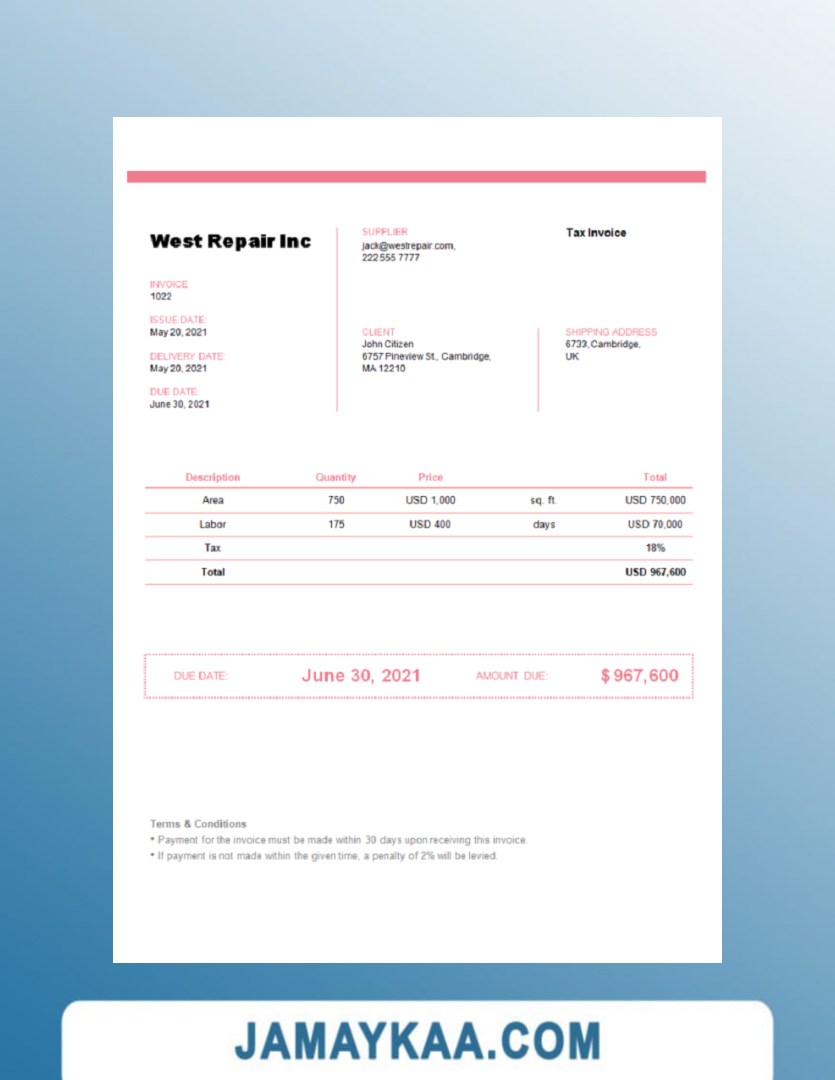 West Repair Inc
SUPPLIER
jack@westrepair.com,
222 555 7777
Tax Invoice
INVOICE
1022
ISSUE DATE:
May 20, 2021
DELIVERY DATE:
May 20, 2021
DUE DATE:
June 30, 2021
CLIENT
John Citizen
6757 Pineview St., Cambridge,
MA 12210
SHIPPING ADDRESS
6733, Cambridge,
UK
Description Quantity Price Total
Area 750 USD 1,000 sq. ft. USD 750,000
Labor 175 USD 400 days USD 70,000
Tax 18%
Total USD 967,600
DUE DATE: June 30, 2021 AMOUNT DUE: $ 967,600
Terms & Conditions
* Payment for the invoice must be made within 30 days upon receiving this invoice.
* If payment is not made within the given time, a penalty of 2% will be levied.
JAMAYKAA.COM